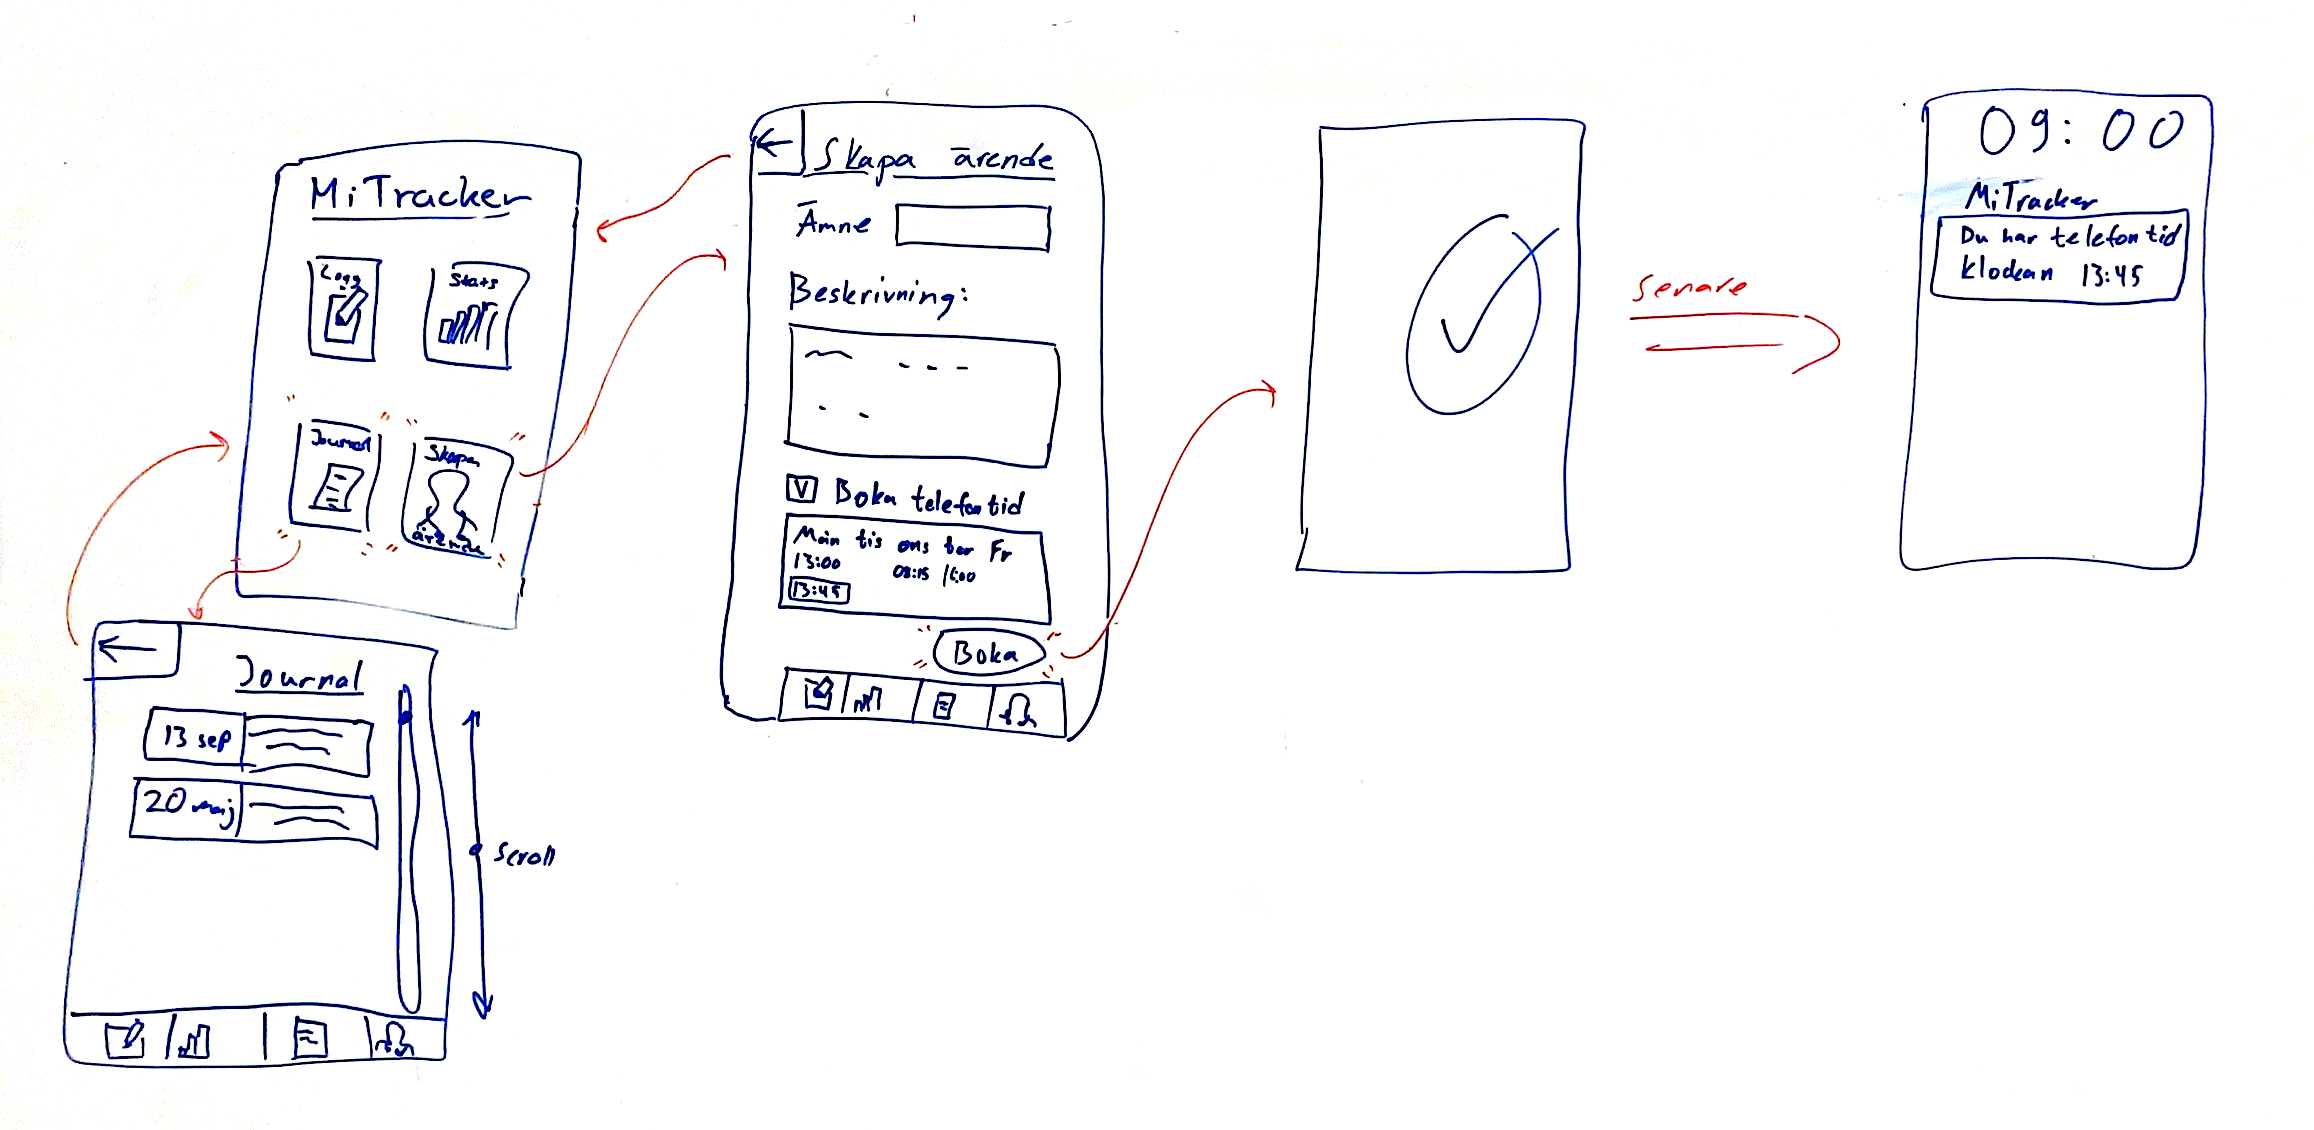 MiTracker
Logg
Stats
Journal
Skapa
ärende
Journal
13 sep
20 maj
scroll
Skapa ärende
Ämne
Beskrivning:
V Boka telefontid
Mån tis ons tor Fr
13:00 08:15 16:00
13:45
Boka
senare
09:00
MiTracker
Du har telefontid
klockan 13:45